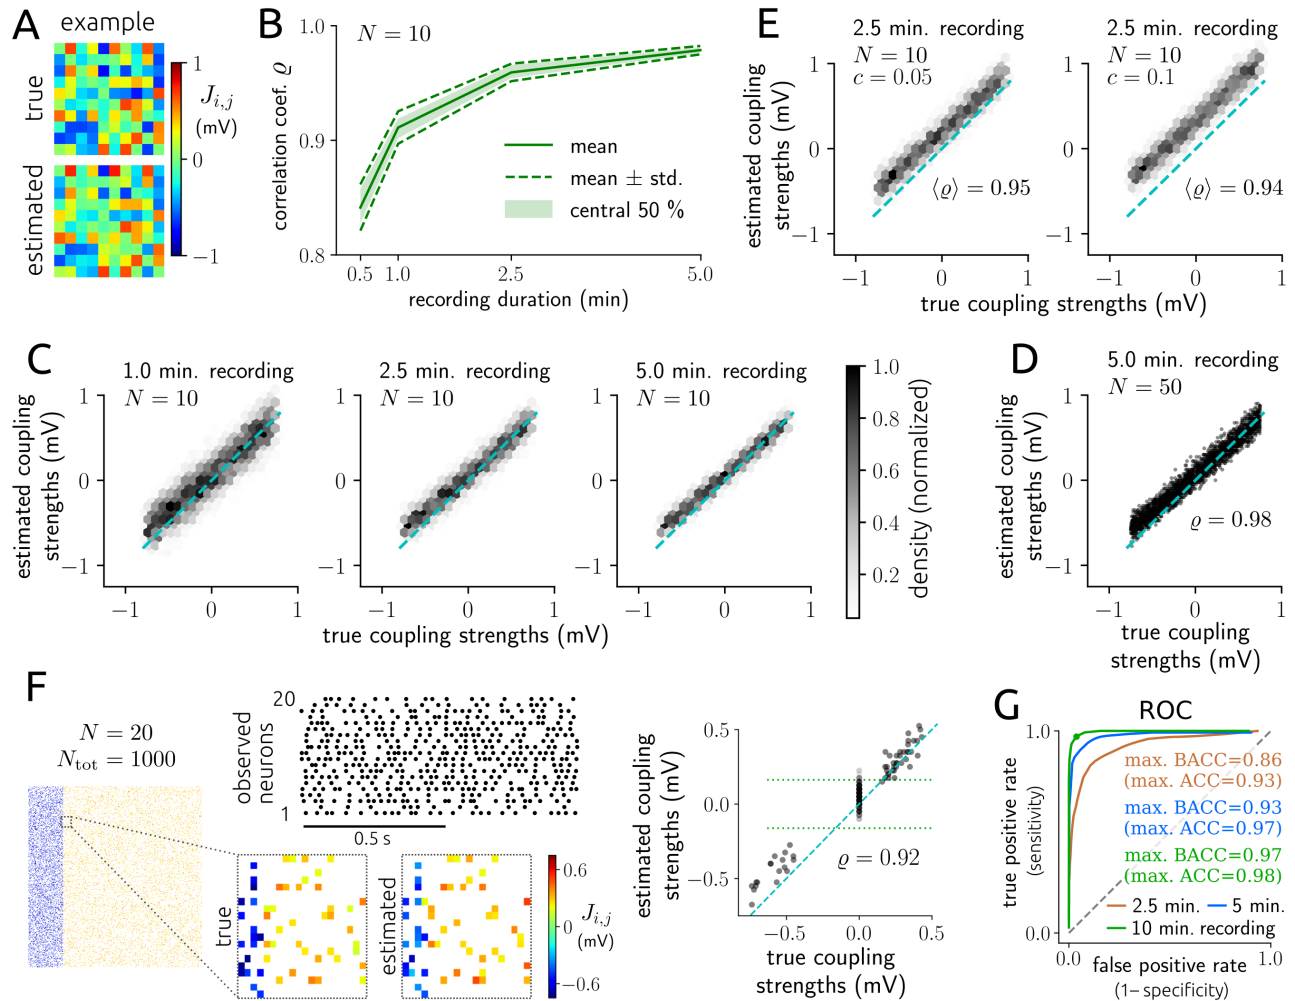 A
example
true
estimated
1
J_{i,j}
(mV)
0
−1
B
N = 10
1.0
0.9
0.8
correlation coef. ϱ
mean
mean ± std.
central 50 %
0.5 1.0 2.5 5.0
recording duration (min)
E
2.5 min. recording
N = 10
c = 0.05
⟨ϱ⟩ = 0.95
2.5 min. recording
N = 10
c = 0.1
⟨ϱ⟩ = 0.94
estimated coupling
strengths (mV)
1
0
−1
−1 0 1
1
0
−1
−1 0 1
true coupling strengths (mV)
C
1.0 min. recording
N = 10
2.5 min. recording
N = 10
5.0 min. recording
N = 10
estimated coupling
strengths (mV)
1
0
−1
−1 0 1
1
0
−1
−1 0 1
1
0
−1
−1 0 1
true coupling strengths (mV)
1.0
0.8
0.6
0.4
0.2
density (normalized)
D
5.0 min. recording
N = 50
ϱ = 0.98
estimated coupling
strengths (mV)
1
0
−1
−1 0 1
true coupling
strengths (mV)
F
N = 20
N_{tot} = 1000
observed
neurons
20
1
0.5 s
true
estimated
0.6
J_{i,j}
(mV)
−0.6
estimated coupling
strengths (mV)
0.5
0.0
−0.5
ϱ = 0.92
−0.5 0.0 0.5
true coupling
strengths (mV)
G
ROC
1.0
0.0
true positive rate
(sensitivity)
max. BACC=0.86
(max. ACC=0.93)
max. BACC=0.93
(max. ACC=0.97)
max. BACC=0.97
(max. ACC=0.98)
2.5 min. 5 min.
10 min. recording
0.0 1.0
false positive rate
(1− specificity)